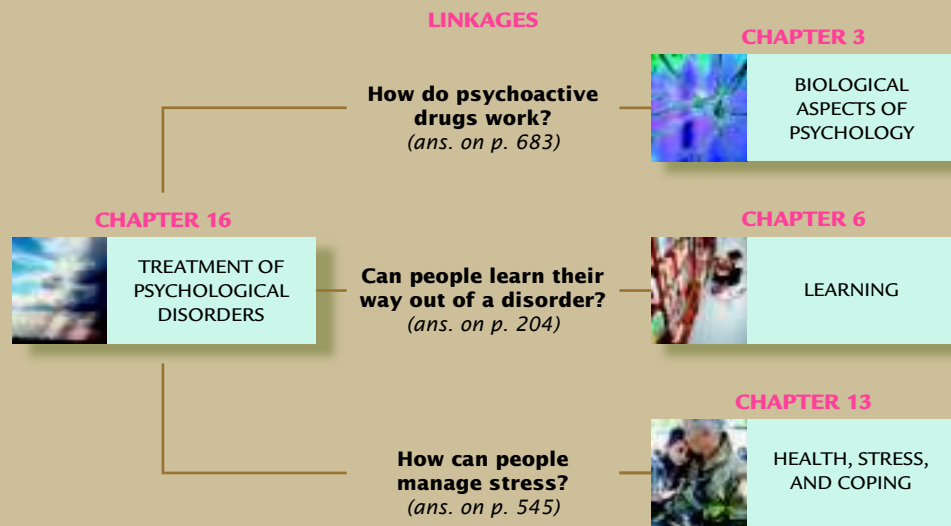 LINKAGES
CHAPTER 3
How do psychoactive
drugs work?
(ans. on p. 683)
BIOLOGICAL
ASPECTS OF
PSYCHOLOGY
CHAPTER 16
TREATMENT OF
PSYCHOLOGICAL
DISORDERS
CHAPTER 6
Can people learn their
way out of a disorder?
(ans. on p. 204)
LEARNING
CHAPTER 13
How can people
manage stress?
(ans. on p. 545)
HEALTH, STRESS,
AND COPING